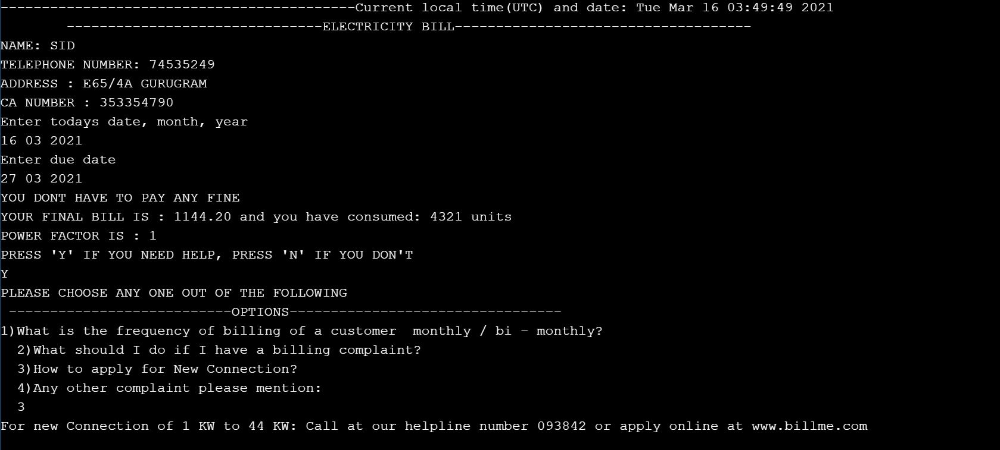 -------------------------------------------Current local time(UTC) and date: Tue Mar 16 03:49:49 2021
        -------------------------------ELECTRICITY BILL------------------------------------
NAME: SID
TELEPHONE NUMBER: 74535249
ADDRESS : E65/4A GURUGRAM
CA NUMBER : 353354790
Enter todays date, month, year
16 03 2021
Enter due date
27 03 2021
YOU DONT HAVE TO PAY ANY FINE
YOUR FINAL BILL IS : 1144.20 and you have consumed: 4321 units
POWER FACTOR IS : 1
PRESS 'Y' IF YOU NEED HELP, PRESS 'N' IF YOU DON'T
Y
PLEASE CHOOSE ANY ONE OUT OF THE FOLLOWING
 ---------------------------OPTIONS---------------------------------
1)What is the frequency of billing of a customer  monthly / bi - monthly?
  2)What should I do if I have a billing complaint?
  3)How to apply for New Connection?
  4)Any other complaint please mention:
  3
For new Connection of 1 KW to 44 KW: Call at our helpline number 093842 or apply online at www.billme.com